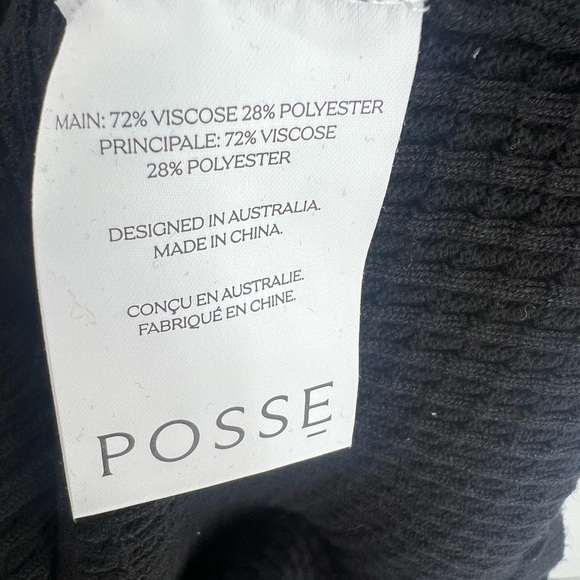 MAIN: 72% VISCOSE 28% POLYESTER
PRINCIPALE: 72% VISCOSE
28% POLYESTER
DESIGNED IN AUSTRALIA.
MADE IN CHINA.
CONÇU EN AUSTRALIE.
FABRIQUÉ EN CHINE.
POSSE